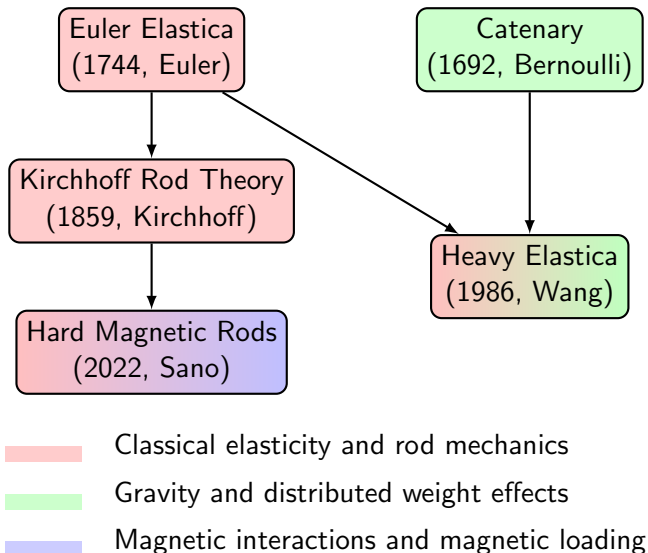 Euler Elastica
(1744, Euler)
Catenary
(1692, Bernoulli)
Kirchhoff Rod Theory
(1859, Kirchhoff)
Heavy Elastica
(1986, Wang)
Hard Magnetic Rods
(2022, Sano)
Classical elasticity and rod mechanics
Gravity and distributed weight effects
Magnetic interactions and magnetic loading